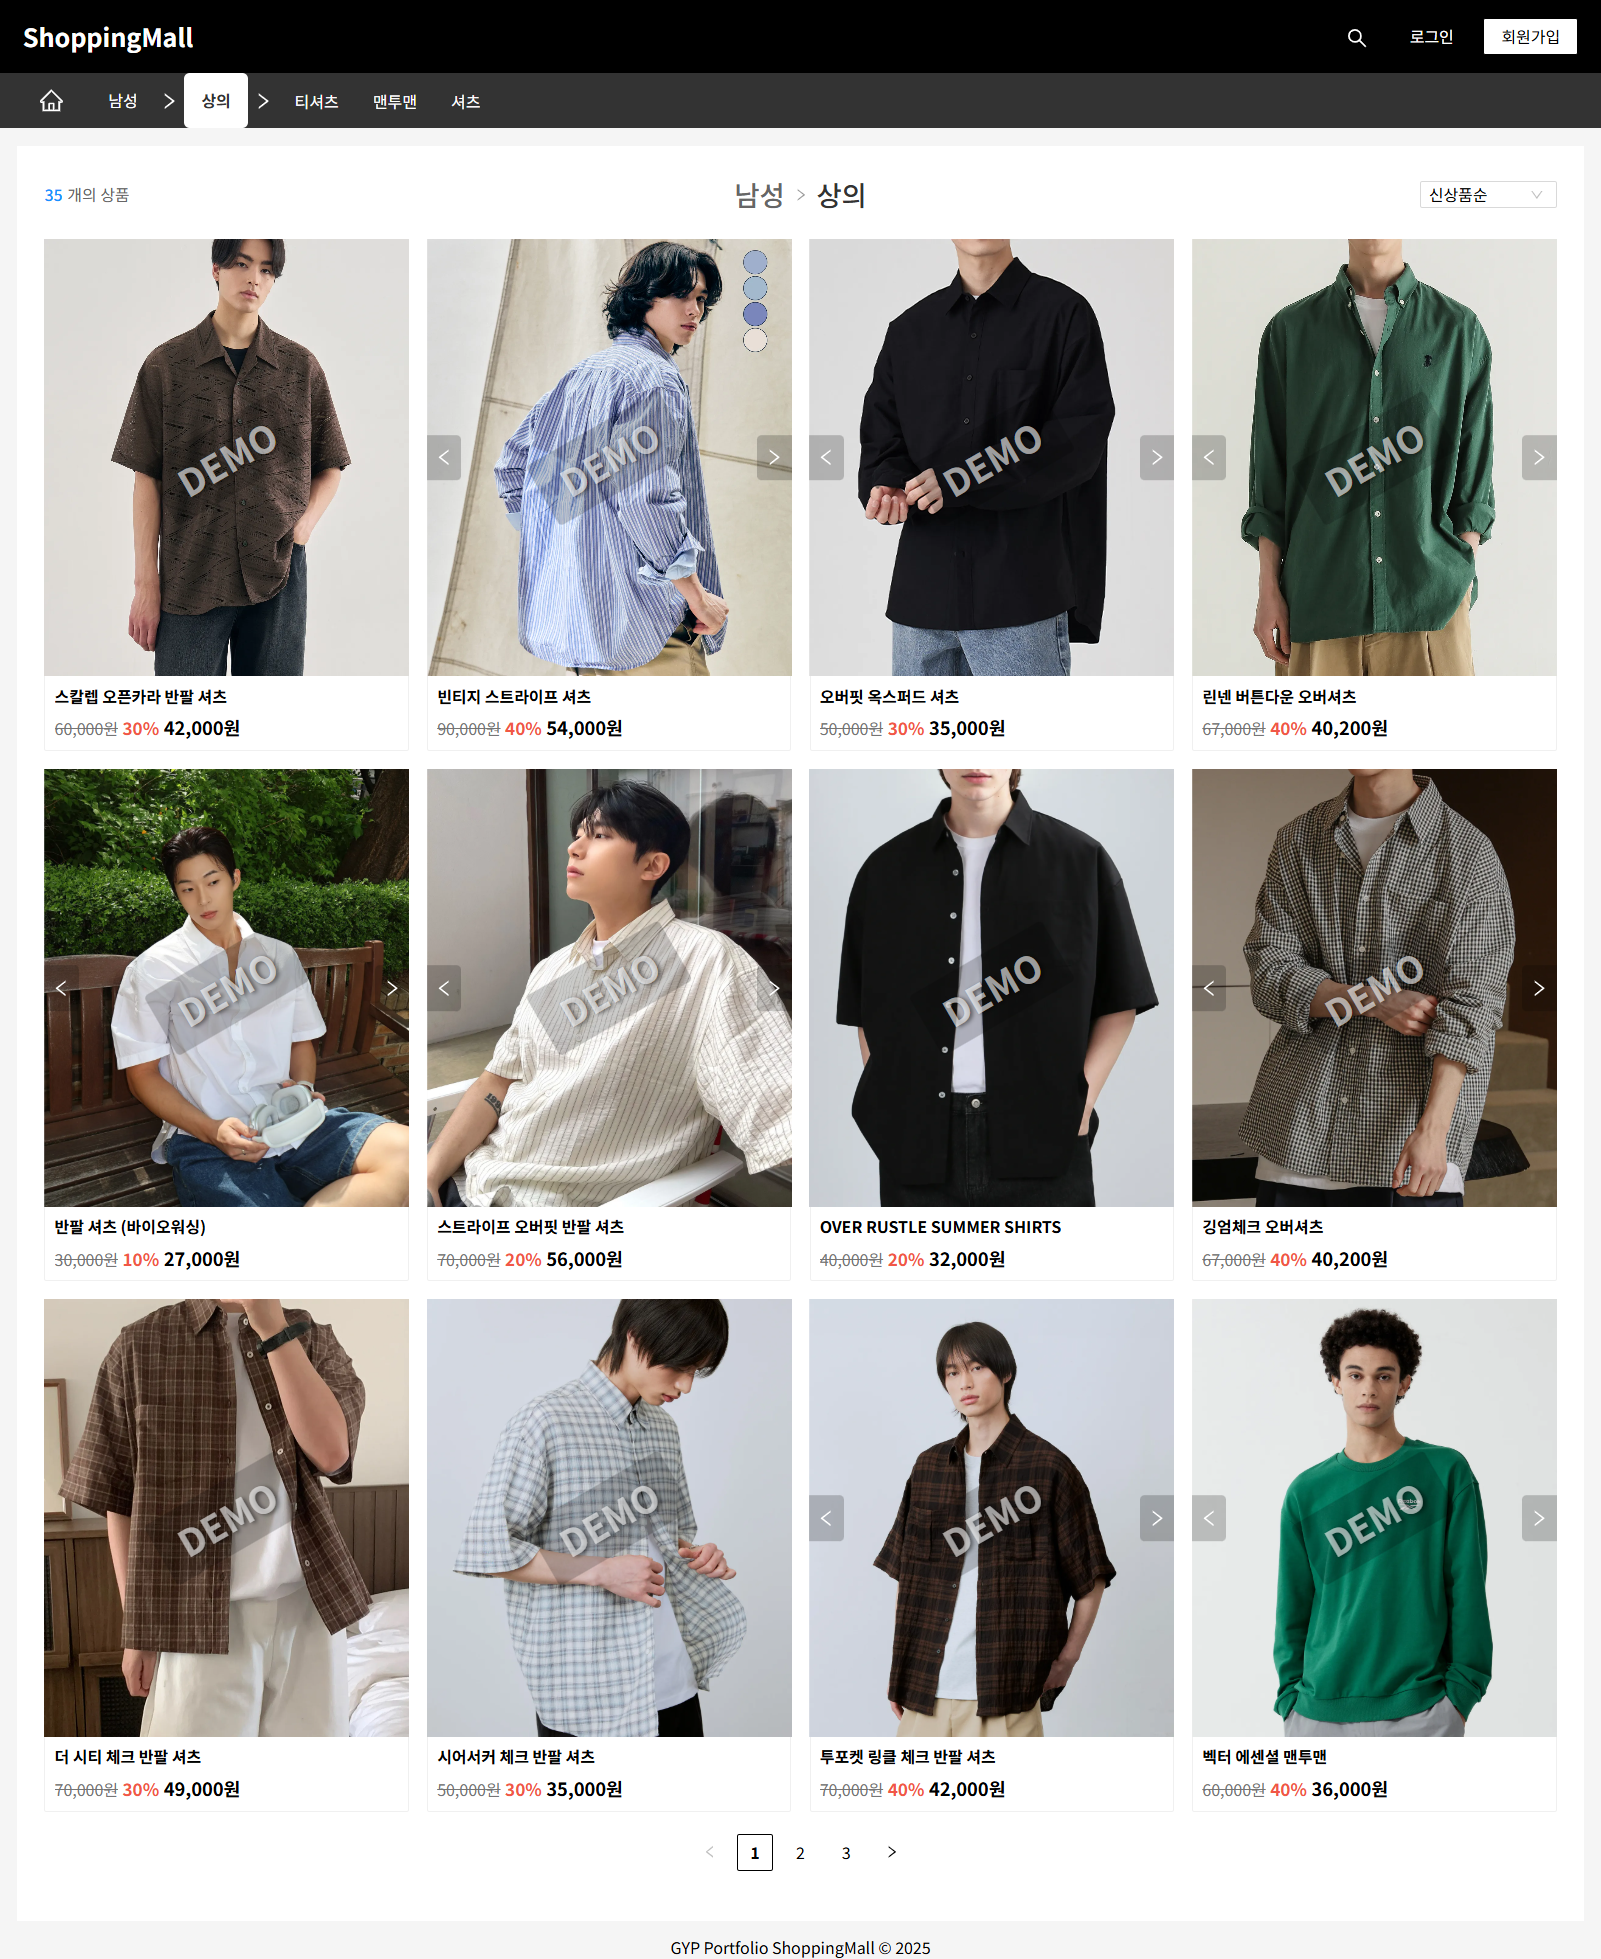 ShoppingMall
로그인
회원가입
남성
상의
티셔츠
맨투맨
셔츠
35 개의 상품
남성 > 상의
신상품순
DEMO
DEMO
DEMO
DEMO
스칼렙 오픈카라 반팔 셔츠
60,000원 30% 42,000원
빈티지 스트라이프 셔츠
90,000원 40% 54,000원
오버핏 옥스퍼드 셔츠
50,000원 30% 35,000원
린넨 버튼다운 오버셔츠
67,000원 40% 40,200원
DEMO
DEMO
DEMO
DEMO
반팔 셔츠 (바이오워싱)
30,000원 10% 27,000원
스트라이프 오버핏 반팔 셔츠
70,000원 20% 56,000원
OVER RUSTLE SUMMER SHIRTS
40,000원 20% 32,000원
깅엄체크 오버셔츠
67,000원 40% 40,200원
DEMO
DEMO
DEMO
DEMO
더 시티 체크 반팔 셔츠
70,000원 30% 49,000원
시어서커 체크 반팔 셔츠
50,000원 30% 35,000원
투포켓 링클 체크 반팔 셔츠
70,000원 40% 42,000원
벡터 에센셜 맨투맨
60,000원 40% 36,000원
1 2 3
GYP Portfolio ShoppingMall © 2025